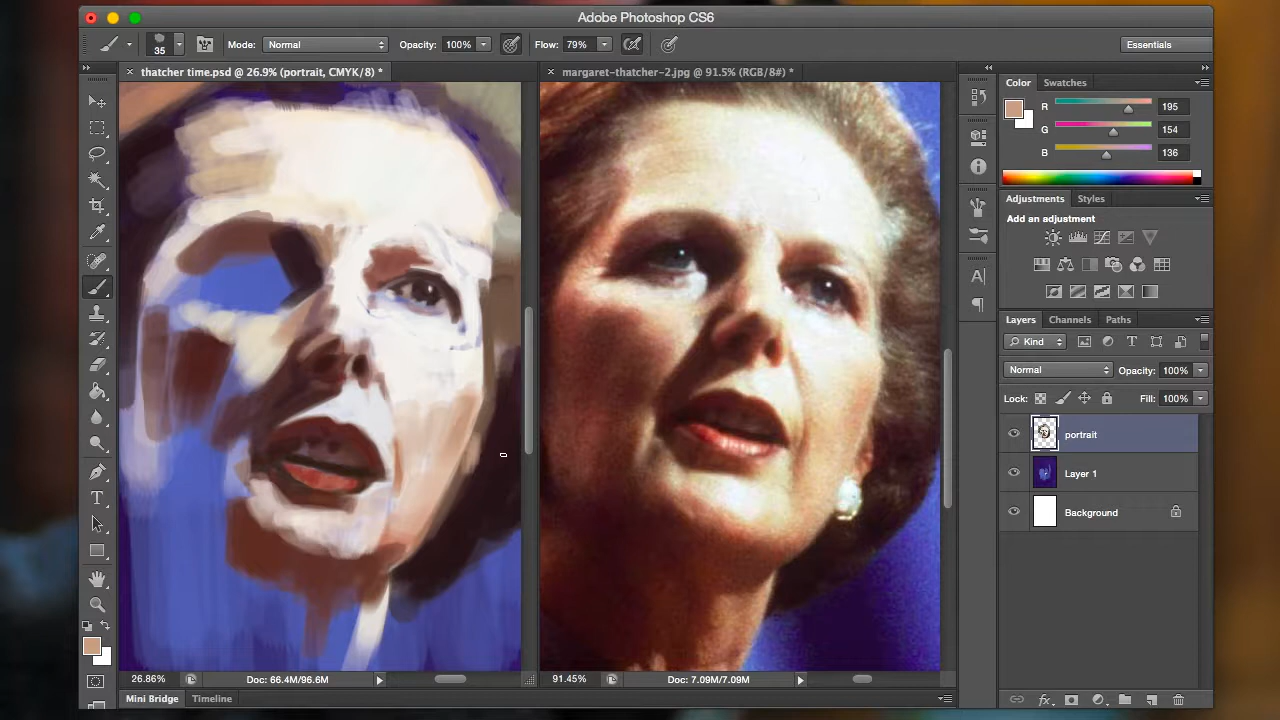 Adobe Photoshop CS6
35
Mode: Normal Opacity: 100% Flow: 79% Essentials
thatcher time.psd @ 26.9% (portrait, CMYK/8) *
margaret-thatcher-2.jpg @ 91.5% (RGB/8#) *
Color Swatches
R 195
G 154
B 136
Adjustments Styles
Add an adjustment
Layers Channels Paths
Kind
Normal Opacity: 100%
Lock: Fill: 100%
portrait
Layer 1
Background
26.86% Doc: 66.4M/96.6M
91.45% Doc: 7.09M/7.09M
Mini Bridge Timeline